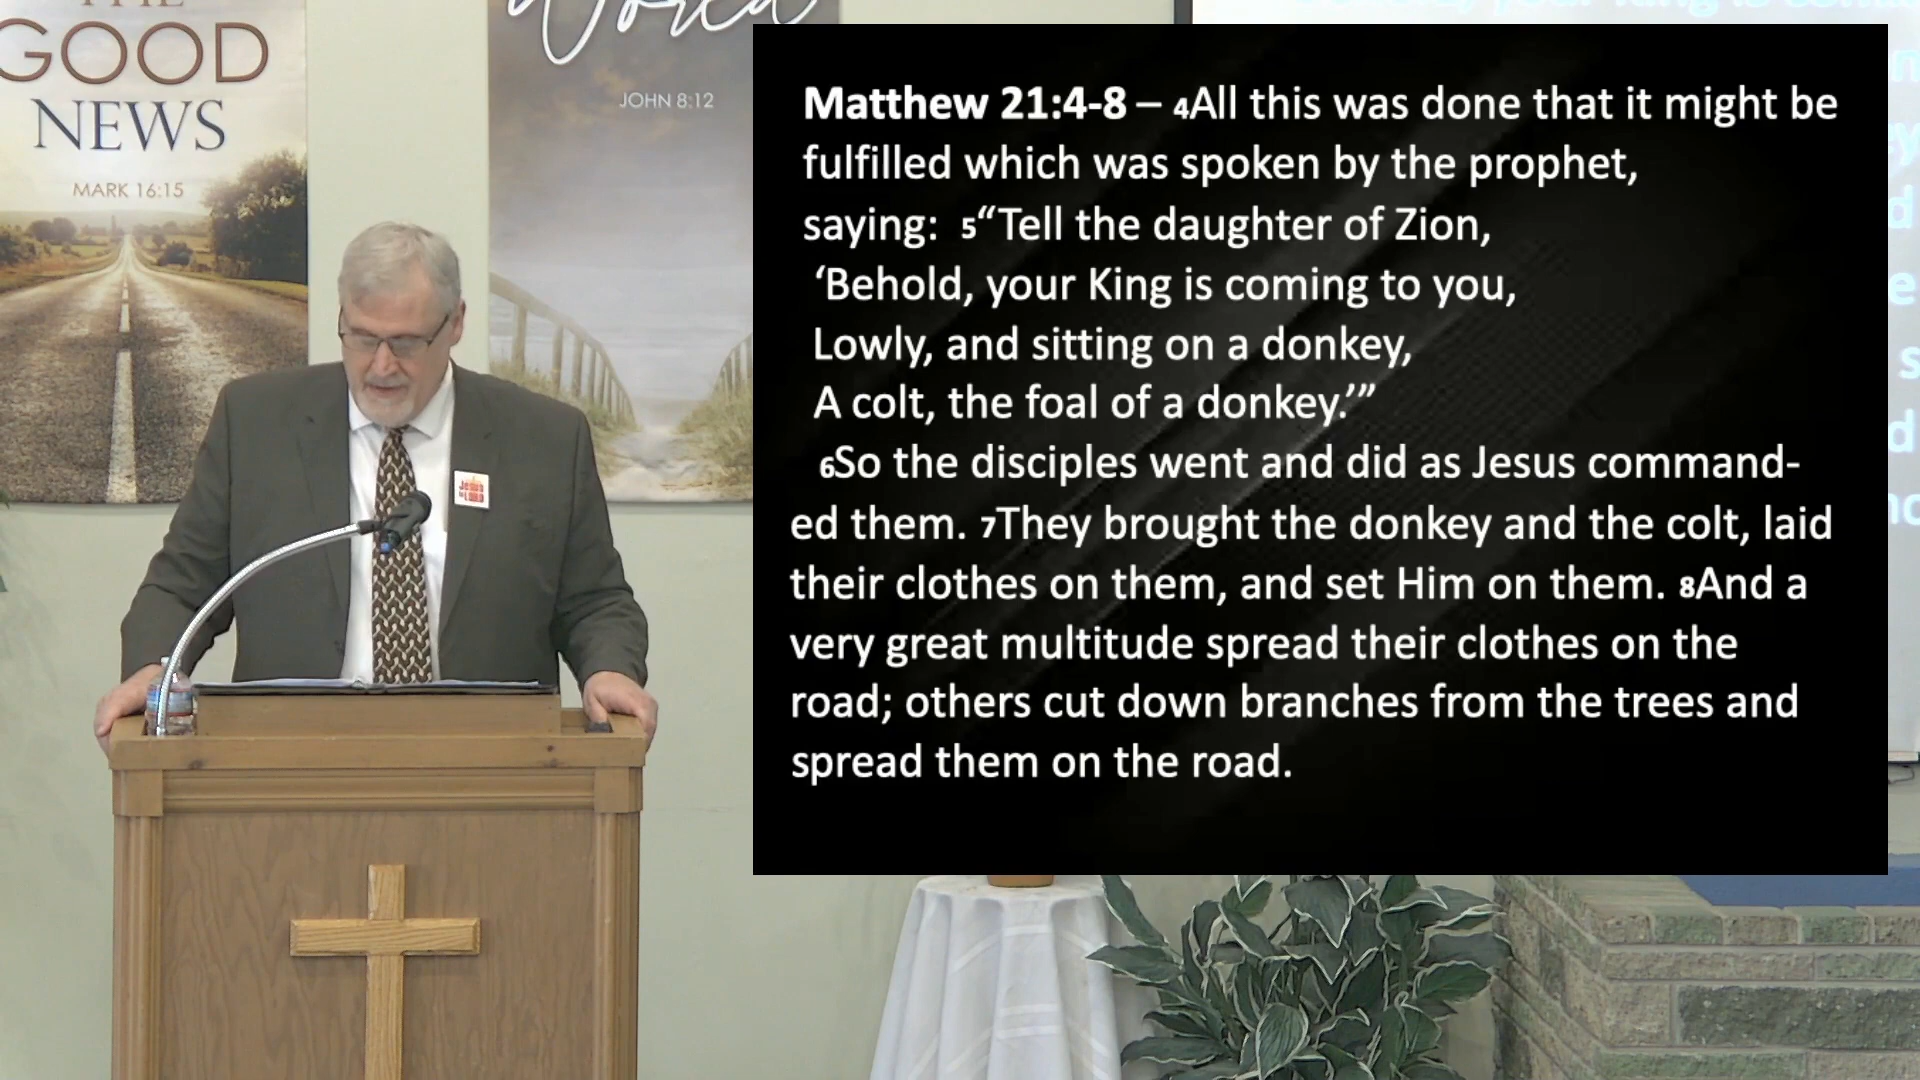 THE
GOOD
NEWS
MARK 16:15
World
JOHN 8:12
Jesus
is LORD
Matthew 21:4-8 – 4All this was done that it might be
fulfilled which was spoken by the prophet,
saying: 5“Tell the daughter of Zion,
‘Behold, your King is coming to you,
Lowly, and sitting on a donkey,
A colt, the foal of a donkey.’”
6So the disciples went and did as Jesus command-
ed them. 7They brought the donkey and the colt, laid
their clothes on them, and set Him on them. 8And a
very great multitude spread their clothes on the
road; others cut down branches from the trees and
spread them on the road.